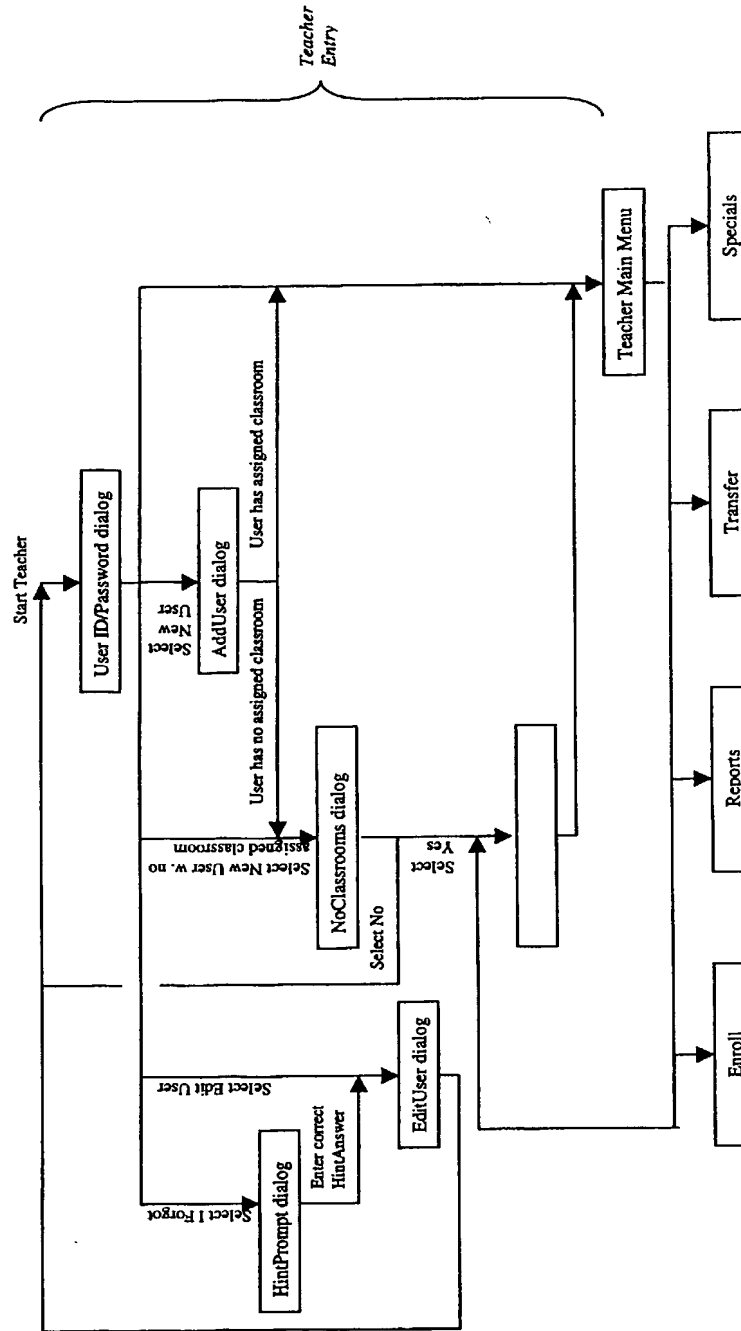 Start Teacher
User ID/Password dialog
Select
New
User
AddUser dialog
User has no assigned classroom
User has assigned classroom
Select New User w. no
assigned classroom
NoClassrooms dialog
Select No
Select
Yes
Select Edit User
Select I Forgot
HintPrompt dialog
Enter correct
HintAnswer
EditUser dialog
Teacher
Entry
Teacher Main Menu
Enroll
Reports
Transfer
Specials